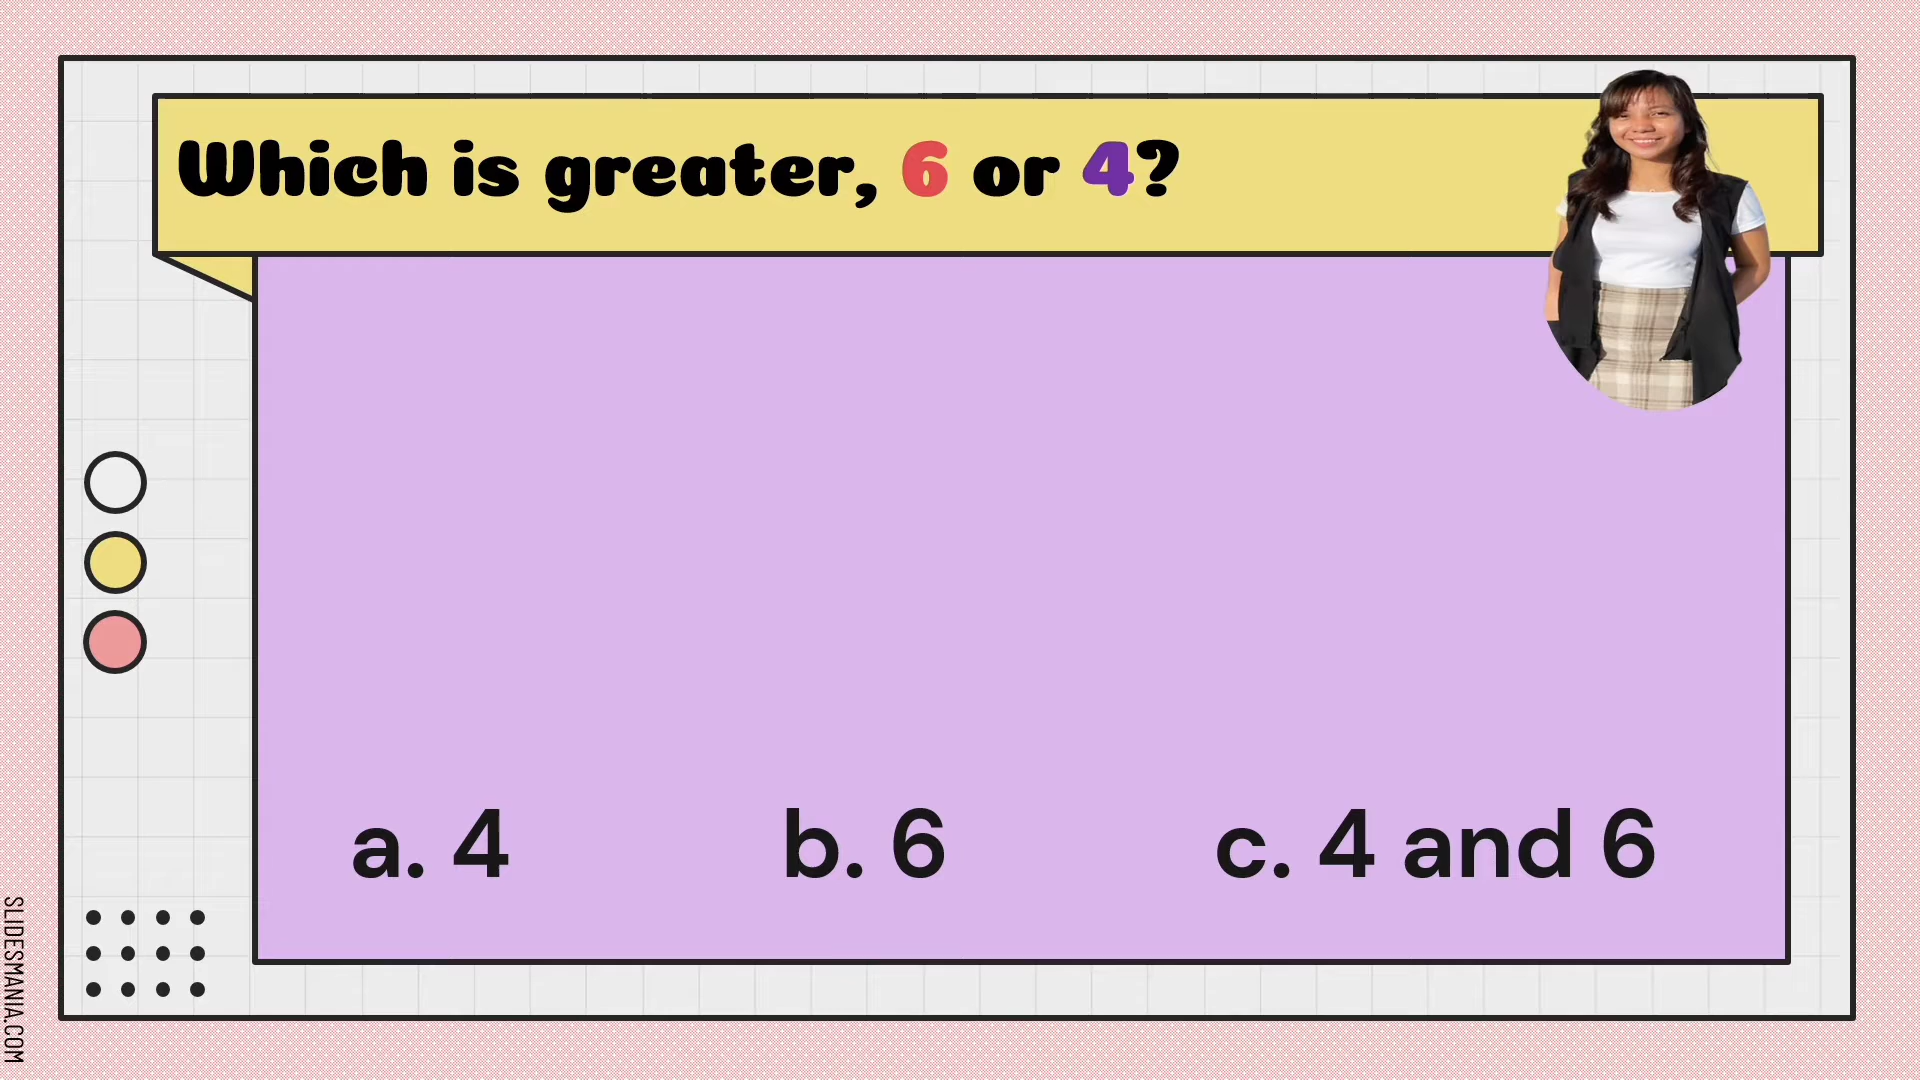 Which is greater, 6 or 4?
a. 4
b. 6
c. 4 and 6
SLIDESMANIA.COM